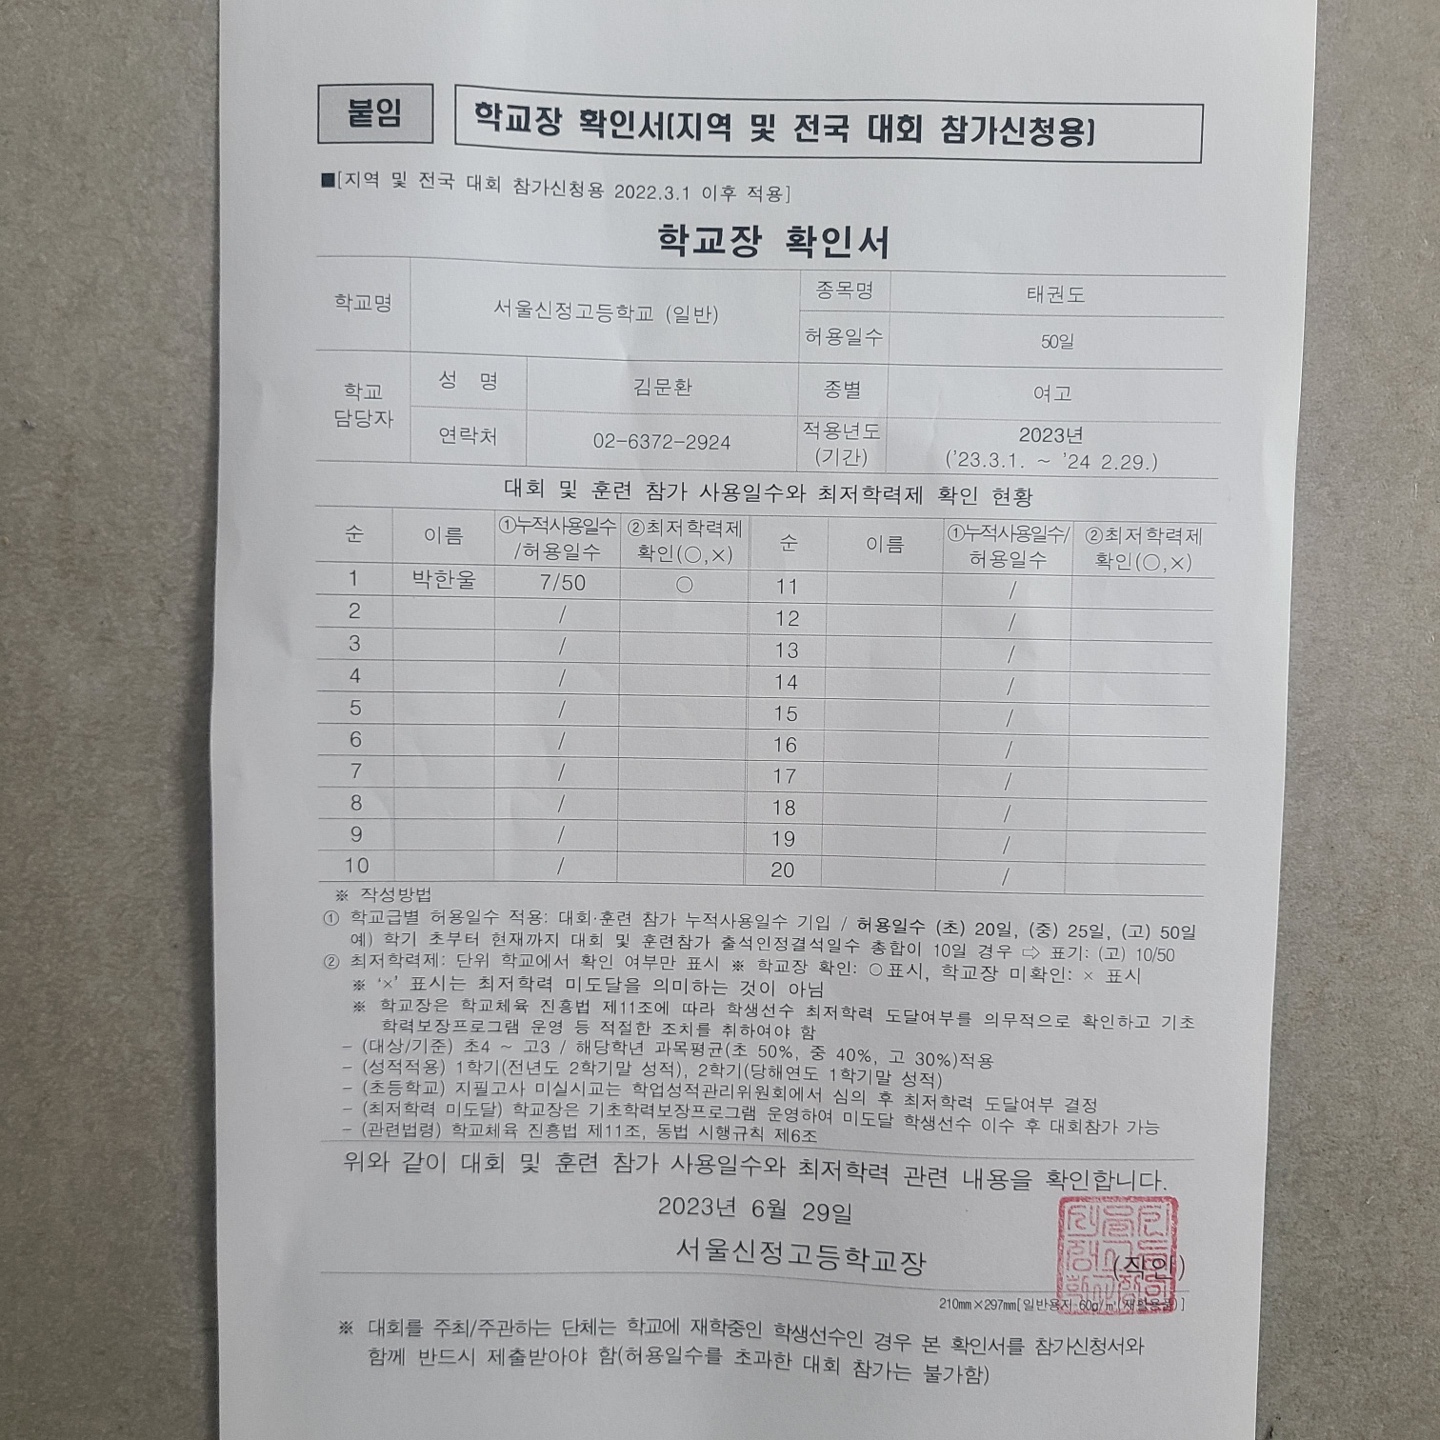 붙임
학교장 확인서(지역 및 전국 대회 참가신청용)
■[지역 및 전국 대회 참가신청용 2022.3.1 이후 적용]
학교장 확인서
학교명 서울신정고등학교 (일반) 종목명 태권도
허용일수 50일
학교 담당자 성 명 김문환 종별 여고
연락처 02-6372-2924 적용년도 (기간) 2023년 ('23.3.1. ~ '24 2.29.)
대회 및 훈련 참가 사용일수와 최저학력제 확인 현황
순 이름 ①누적사용일수/허용일수 ②최저학력제 확인(○,×) 순 이름 ①누적사용일수/허용일수 ②최저학력제 확인(○,×)
1 박한울 7/50 ○ 11 /
2 / 12 /
3 / 13 /
4 / 14 /
5 / 15 /
6 / 16 /
7 / 17 /
8 / 18 /
9 / 19 /
10 / 20 /
※ 작성방법
① 학교급별 허용일수 적용: 대회·훈련 참가 누적사용일수 기입 / 허용일수 (초) 20일, (중) 25일, (고) 50일
예) 학기 초부터 현재까지 대회 및 훈련참가 출석인정결석일수 총합이 10일 경우 ⇨ 표기: (고) 10/50
② 최저학력제: 단위 학교에서 확인 여부만 표시 ※ 학교장 확인: ○표시, 학교장 미확인: × 표시
※ '×' 표시는 최저학력 미도달을 의미하는 것이 아님
※ 학교장은 학교체육 진흥법 제11조에 따라 학생선수 최저학력 도달여부를 의무적으로 확인하고 기초
학력보장프로그램 운영 등 적절한 조치를 취하여야 함
- (대상/기준) 초4 ~ 고3 / 해당학년 과목평균(초 50%, 중 40%, 고 30%)적용
- (성적적용) 1학기(전년도 2학기말 성적), 2학기(당해연도 1학기말 성적)
- (초등학교) 지필고사 미실시교는 학업성적관리위원회에서 심의 후 최저학력 도달여부 결정
- (최저학력 미도달) 학교장은 기초학력보장프로그램 운영하여 미도달 학생선수 이수 후 대회참가 가능
- (관련법령) 학교체육 진흥법 제11조, 동법 시행규칙 제6조
위와 같이 대회 및 훈련 참가 사용일수와 최저학력 관련 내용을 확인합니다.
2023년 6월 29일
서울신정고등학교장 (직인)
210㎜×297㎜[일반용지 60g/㎡(재활용품)]
※ 대회를 주최/주관하는 단체는 학교에 재학중인 학생선수인 경우 본 확인서를 참가신청서와
함께 반드시 제출받아야 함(허용일수를 초과한 대회 참가는 불가함)